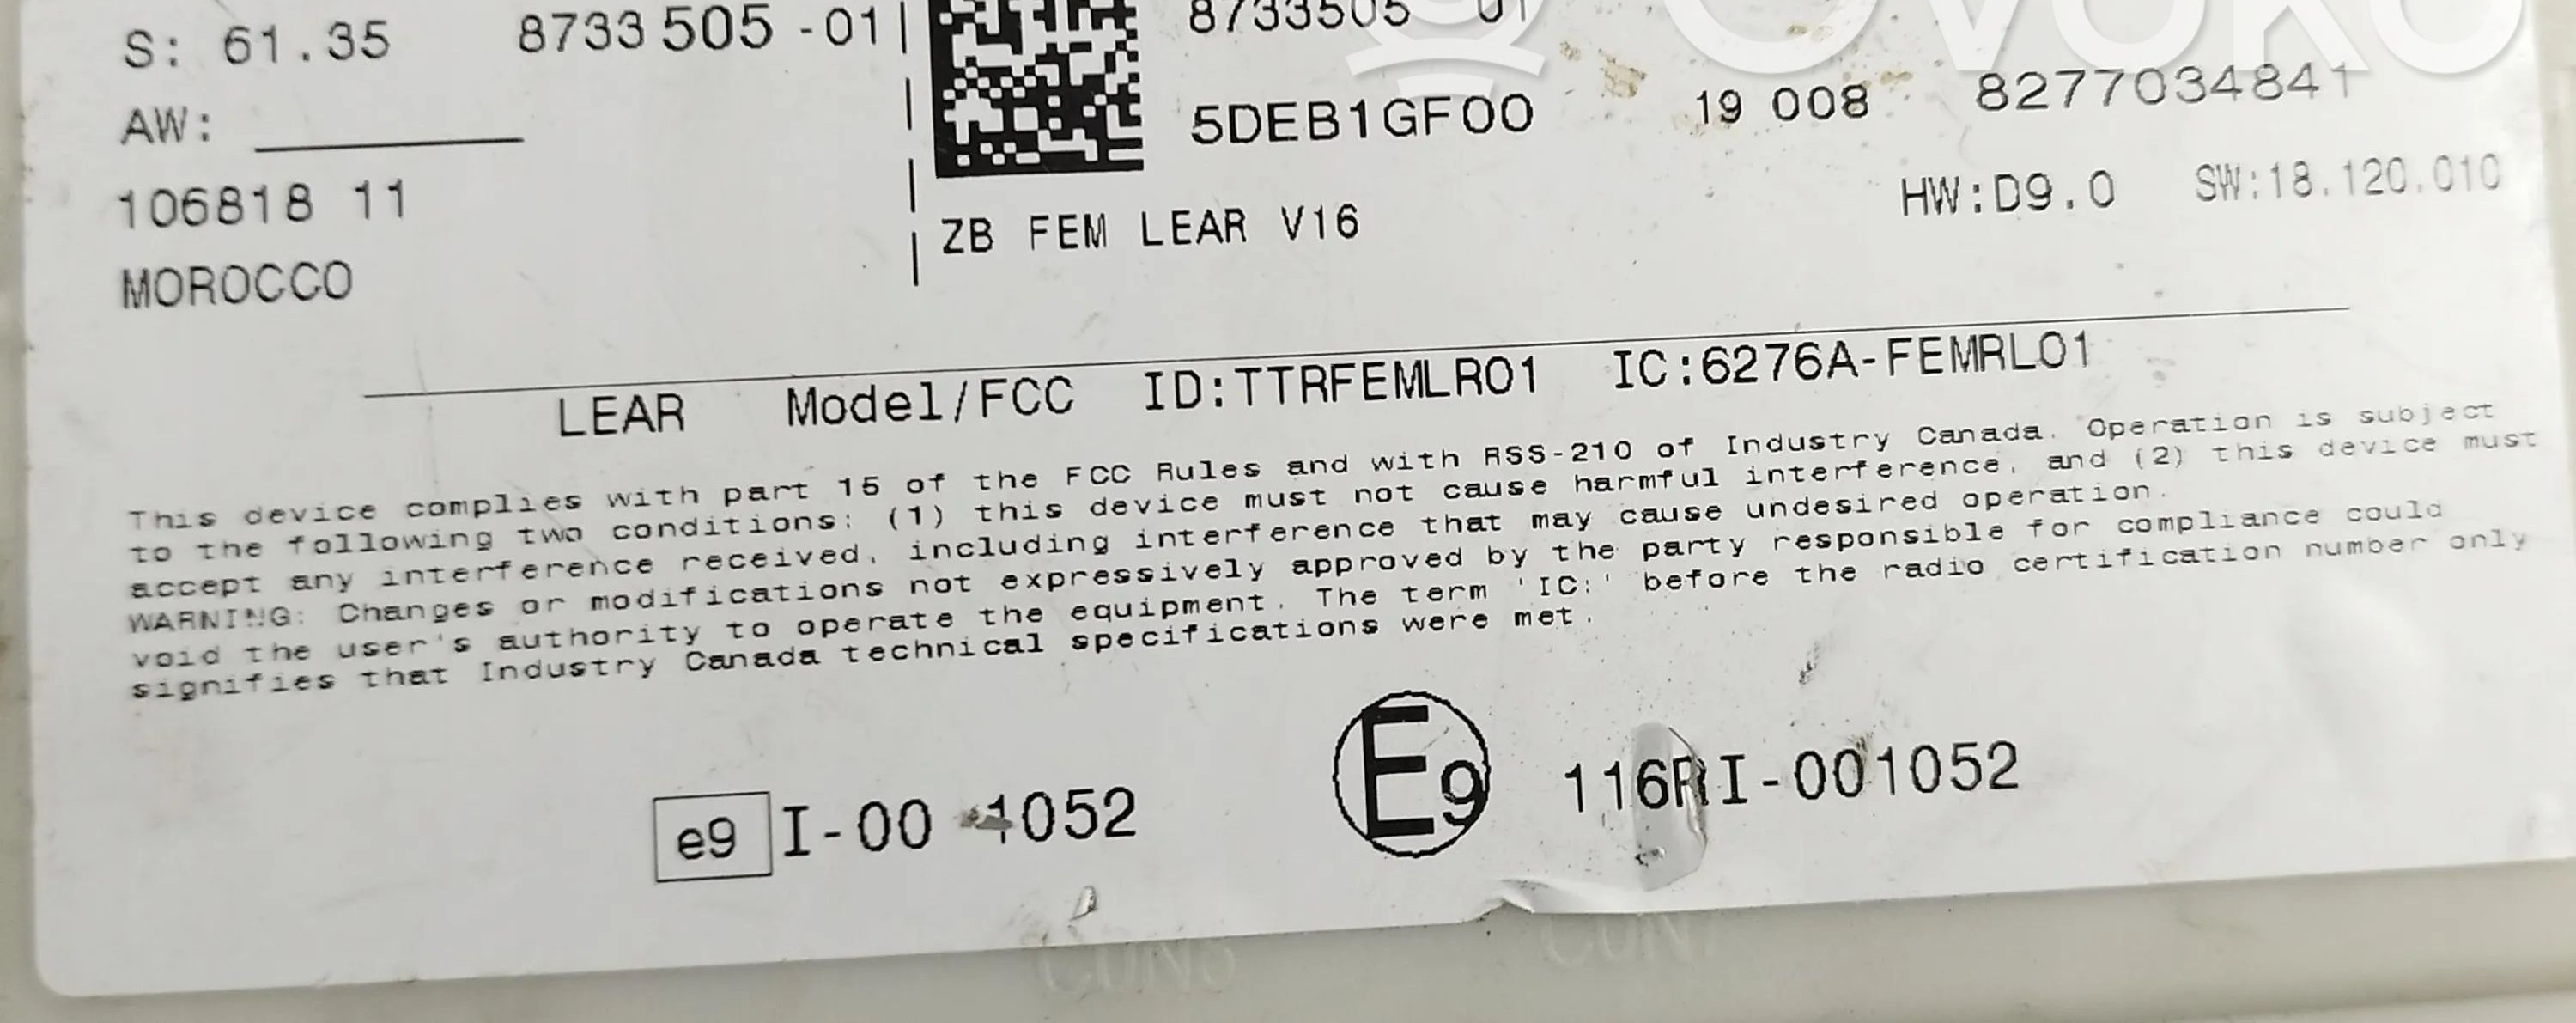 S: 61.35 8733 505 -01
8733505 01
OVOKO
AW:
5DEB1GF00 19 008 8277034841
106818 11
HW:D9.0 SW:18.120.010
ZB FEM LEAR V16
MOROCCO
LEAR Model/FCC ID:TTRFEMLR01 IC:6276A-FEMRL01
This device complies with part 15 of the FCC Rules and with RSS-210 of Industry Canada. Operation is subject
to the following two conditions: (1) this device must not cause harmful interference, and (2) this device must
accept any interference received, including interference that may cause undesired operation.
WARNING: Changes or modifications not expressively approved by the party responsible for compliance could
void the user's authority to operate the equipment. The term 'IC:' before the radio certification number only
signifies that Industry Canada technical specifications were met.
e9 I-00 1052
E9 116RI-001052